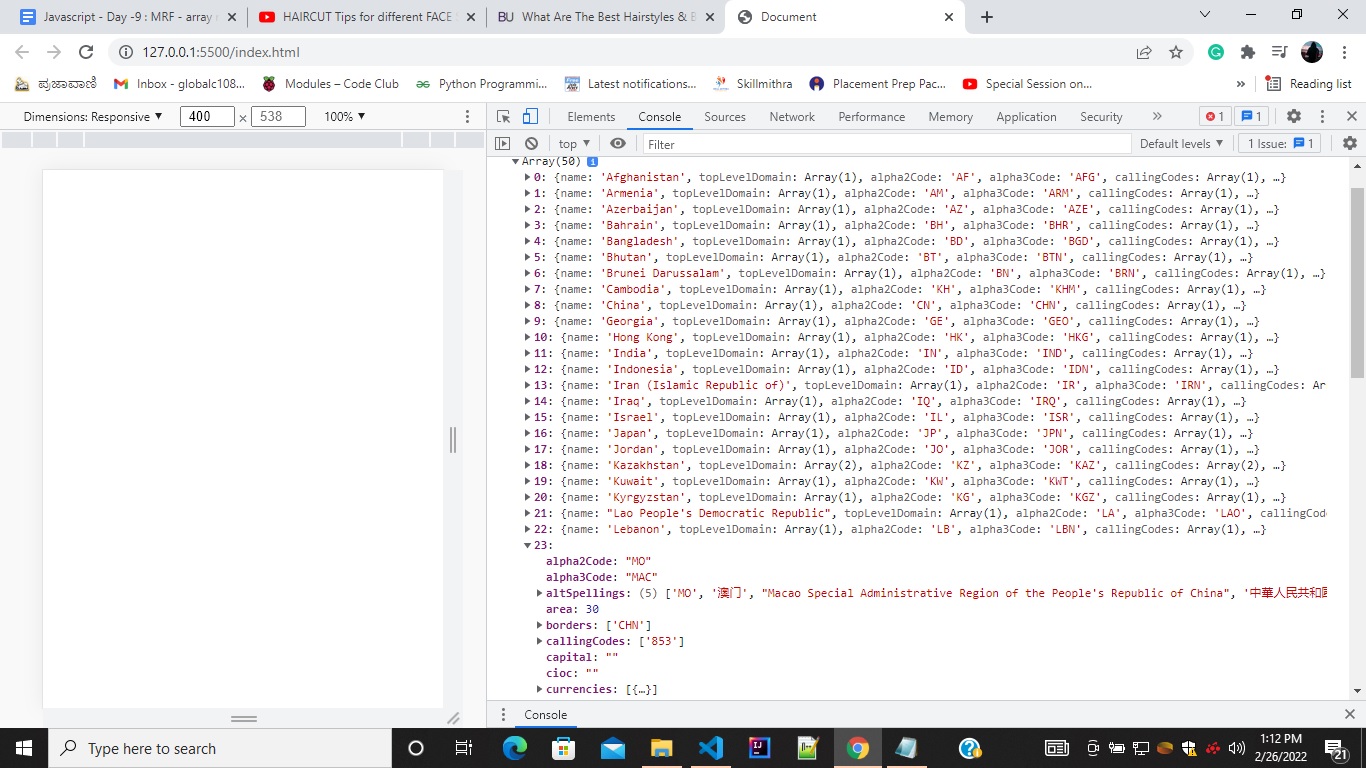 Javascript - Day -9 : MRF - array
HAIRCUT Tips for different FACE
BU What Are The Best Hairstyles & B
Document
127.0.0.1:5500/index.html
ಪ್ರಜಾವಾಣಿ
Inbox - globalc108...
Modules – Code Club
Python Programmi...
Latest notifications...
Skillmithra
Placement Prep Pac...
Special Session on...
»
Reading list
Dimensions: Responsive ▼ 400 × 538 100% ▼
Elements Console Sources Network Performance Memory Application Security » 1 1
top ▼ Filter Default levels ▼ 1 Issue: 1
▼Array(50) i
▶0: {name: 'Afghanistan', topLevelDomain: Array(1), alpha2Code: 'AF', alpha3Code: 'AFG', callingCodes: Array(1), …}
▶1: {name: 'Armenia', topLevelDomain: Array(1), alpha2Code: 'AM', alpha3Code: 'ARM', callingCodes: Array(1), …}
▶2: {name: 'Azerbaijan', topLevelDomain: Array(1), alpha2Code: 'AZ', alpha3Code: 'AZE', callingCodes: Array(1), …}
▶3: {name: 'Bahrain', topLevelDomain: Array(1), alpha2Code: 'BH', alpha3Code: 'BHR', callingCodes: Array(1), …}
▶4: {name: 'Bangladesh', topLevelDomain: Array(1), alpha2Code: 'BD', alpha3Code: 'BGD', callingCodes: Array(1), …}
▶5: {name: 'Bhutan', topLevelDomain: Array(1), alpha2Code: 'BT', alpha3Code: 'BTN', callingCodes: Array(1), …}
▶6: {name: 'Brunei Darussalam', topLevelDomain: Array(1), alpha2Code: 'BN', alpha3Code: 'BRN', callingCodes: Array(1), …}
▶7: {name: 'Cambodia', topLevelDomain: Array(1), alpha2Code: 'KH', alpha3Code: 'KHM', callingCodes: Array(1), …}
▶8: {name: 'China', topLevelDomain: Array(1), alpha2Code: 'CN', alpha3Code: 'CHN', callingCodes: Array(1), …}
▶9: {name: 'Georgia', topLevelDomain: Array(1), alpha2Code: 'GE', alpha3Code: 'GEO', callingCodes: Array(1), …}
▶10: {name: 'Hong Kong', topLevelDomain: Array(1), alpha2Code: 'HK', alpha3Code: 'HKG', callingCodes: Array(1), …}
▶11: {name: 'India', topLevelDomain: Array(1), alpha2Code: 'IN', alpha3Code: 'IND', callingCodes: Array(1), …}
▶12: {name: 'Indonesia', topLevelDomain: Array(1), alpha2Code: 'ID', alpha3Code: 'IDN', callingCodes: Array(1), …}
▶13: {name: 'Iran (Islamic Republic of)', topLevelDomain: Array(1), alpha2Code: 'IR', alpha3Code: 'IRN', callingCodes: Ar
▶14: {name: 'Iraq', topLevelDomain: Array(1), alpha2Code: 'IQ', alpha3Code: 'IRQ', callingCodes: Array(1), …}
▶15: {name: 'Israel', topLevelDomain: Array(1), alpha2Code: 'IL', alpha3Code: 'ISR', callingCodes: Array(1), …}
▶16: {name: 'Japan', topLevelDomain: Array(1), alpha2Code: 'JP', alpha3Code: 'JPN', callingCodes: Array(1), …}
▶17: {name: 'Jordan', topLevelDomain: Array(1), alpha2Code: 'JO', alpha3Code: 'JOR', callingCodes: Array(1), …}
▶18: {name: 'Kazakhstan', topLevelDomain: Array(2), alpha2Code: 'KZ', alpha3Code: 'KAZ', callingCodes: Array(2), …}
▶19: {name: 'Kuwait', topLevelDomain: Array(1), alpha2Code: 'KW', alpha3Code: 'KWT', callingCodes: Array(1), …}
▶20: {name: 'Kyrgyzstan', topLevelDomain: Array(1), alpha2Code: 'KG', alpha3Code: 'KGZ', callingCodes: Array(1), …}
▶21: {name: "Lao People's Democratic Republic", topLevelDomain: Array(1), alpha2Code: 'LA', alpha3Code: 'LAO', callingCod
▶22: {name: 'Lebanon', topLevelDomain: Array(1), alpha2Code: 'LB', alpha3Code: 'LBN', callingCodes: Array(1), …}
▼23:
alpha2Code: "MO"
alpha3Code: "MAC"
▶altSpellings: (5) ['MO', '澳门', "Macao Special Administrative Region of the People's Republic of China", '中華人民共和
area: 30
▶borders: ['CHN']
▶callingCodes: ['853']
capital: ""
cioc: ""
▶currencies: [{…}]
Console
Type here to search
1:12 PM
2/26/2022
21